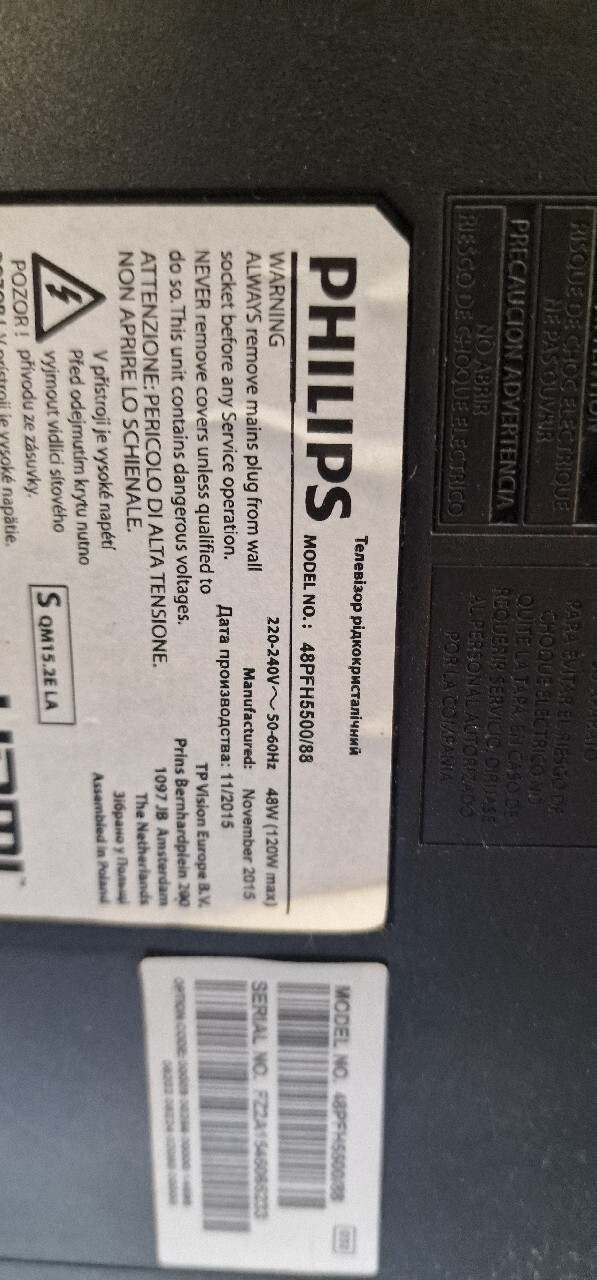 RISQUE DE CHOC ELECTRIQUE
NE PAS OUVRIR
PRECAUCION / ADVERTENCIA
NO ABRIR
RIESGO DE CHOQUE ELECTRICO
PARA EVITAR EL RIESGO DE
CHOQUE ELECTRICO NO
QUITE LA TAPA. EN CASO DE
REQUERIR SERVICIO, DIRIJASE
AL PERSONAL AUTORIZADO
POR LA COMPAÑIA
Телевізор рідкокристалічний
PHILIPS
MODEL NO.: 48PFH5500/88
WARNING
ALWAYS remove mains plug from wall
socket before any Service operation.
NEVER remove covers unless qualified to
do so. This unit contains dangerous voltages.
ATTENZIONE: PERICOLO DI ALTA TENSIONE.
NON APRIRE LO SCHIENALE.
V přístroji je vysoké napětí
Před odejmutím krytu nutno
vyjmout vidlici síťového
POZOR! přívodu ze zásuvky.
220-240V~ 50-60Hz 48W (120W max)
Manufactured: November 2015
Дата производства: 11/2015
TP Vision Europe B.V.
Prins Bernhardplein 200
1097 JB Amsterdam
The Netherlands
Зібрано у Польщі
Assembled in Poland
S QM15.2E LA
MODEL NO. 48PFH5500/88
SERIAL NO.
OPTION CODE: